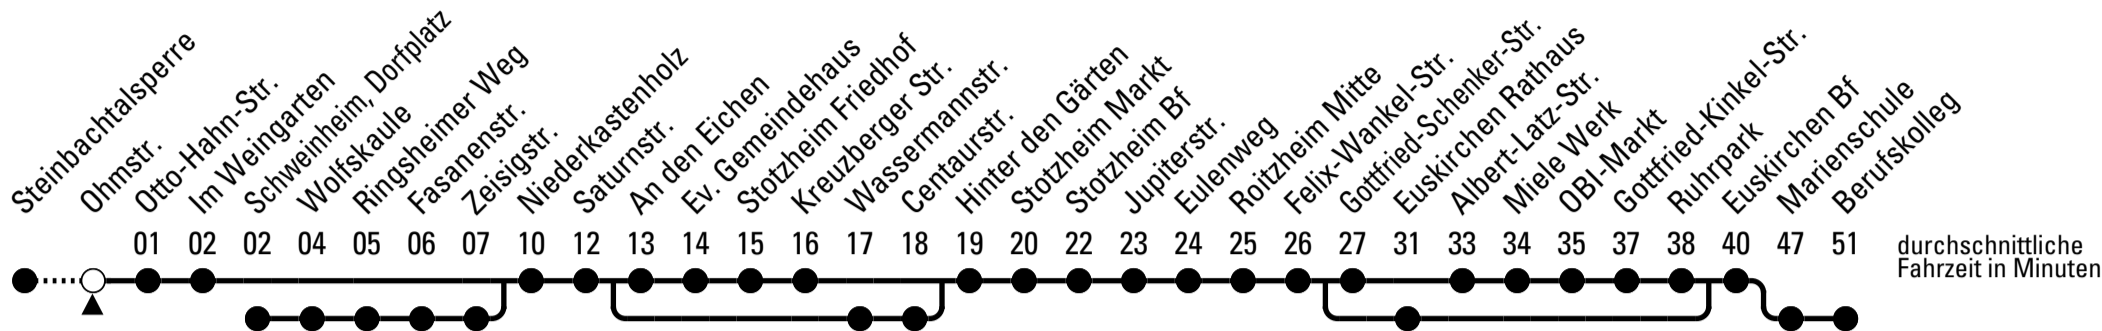 Steinbachtalsperre
Ohmstr.
Otto-Hahn-Str.
Im Weingarten
Schweinheim, Dorfplatz
Wolfskaule
Ringsheimer Weg
Fasanenstr.
Zeisigstr.
Niederkastenholz
Saturnstr.
An den Eichen
Ev. Gemeindehaus
Stotzheim Friedhof
Kreuzberger Str.
Wassermannstr.
Centaurstr.
Hinter den Gärten
Stotzheim Markt
Stotzheim Bf
Jupiterstr.
Eulenweg
Roitzheim Mitte
Felix-Wankel-Str.
Gottfried-Schenker-Str.
Euskirchen Rathaus
Albert-Latz-Str.
Miele Werk
OBI-Markt
Gottfried-Kinkel-Str.
Ruhrpark
Euskirchen Bf
Marienschule
Berufskolleg
01 02 02 04 05 06 07 10 12 13 14 15 16 17 18 19 20 22 23 24 25 26 27 31 33 34 35 37 38 40 47 51
durchschnittliche
Fahrzeit in Minuten